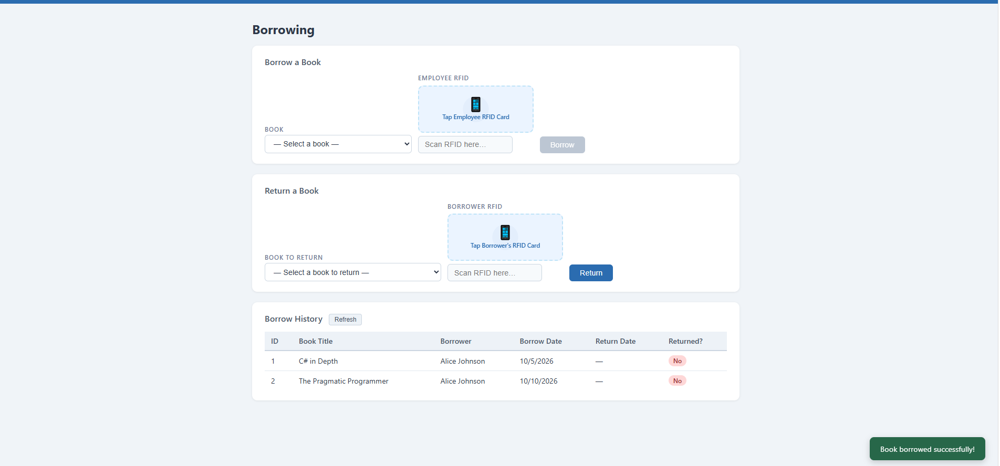 Borrowing
Borrow a Book
EMPLOYEE RFID
Tap Employee RFID Card
BOOK
— Select a book —
Scan RFID here...
Borrow
Return a Book
BORROWER RFID
Tap Borrower's RFID Card
BOOK TO RETURN
— Select a book to return —
Scan RFID here...
Return
Borrow History Refresh
ID Book Title Borrower Borrow Date Return Date Returned?
1 C# in Depth Alice Johnson 10/5/2026 — No
2 The Pragmatic Programmer Alice Johnson 10/10/2026 — No
Book borrowed successfully!